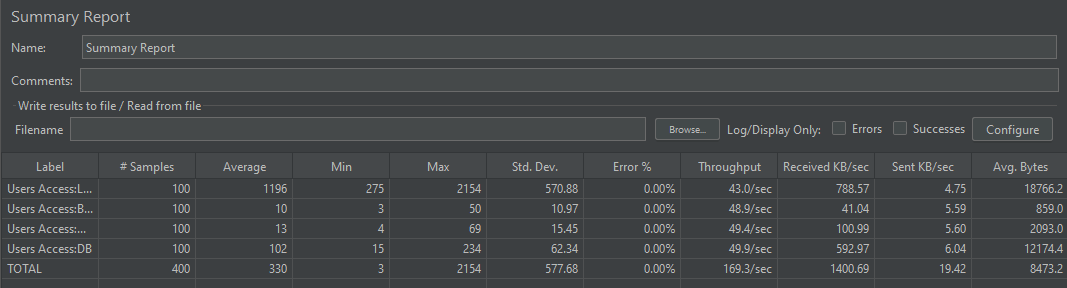 Summary Report
Name: Summary Report
Comments:
Write results to file / Read from file
Filename Browse... Log/Display Only: Errors Successes Configure
Label # Samples Average Min Max Std. Dev. Error % Throughput Received KB/sec Sent KB/sec Avg. Bytes
Users Access:L... 100 1196 275 2154 570.88 0.00% 43.0/sec 788.57 4.75 18766.2
Users Access:B... 100 10 3 50 10.97 0.00% 48.9/sec 41.04 5.59 859.0
Users Access:... 100 13 4 69 15.45 0.00% 49.4/sec 100.99 5.60 2093.0
Users Access:DB 100 102 15 234 62.34 0.00% 49.9/sec 592.97 6.04 12174.4
TOTAL 400 330 3 2154 577.68 0.00% 169.3/sec 1400.69 19.42 8473.2